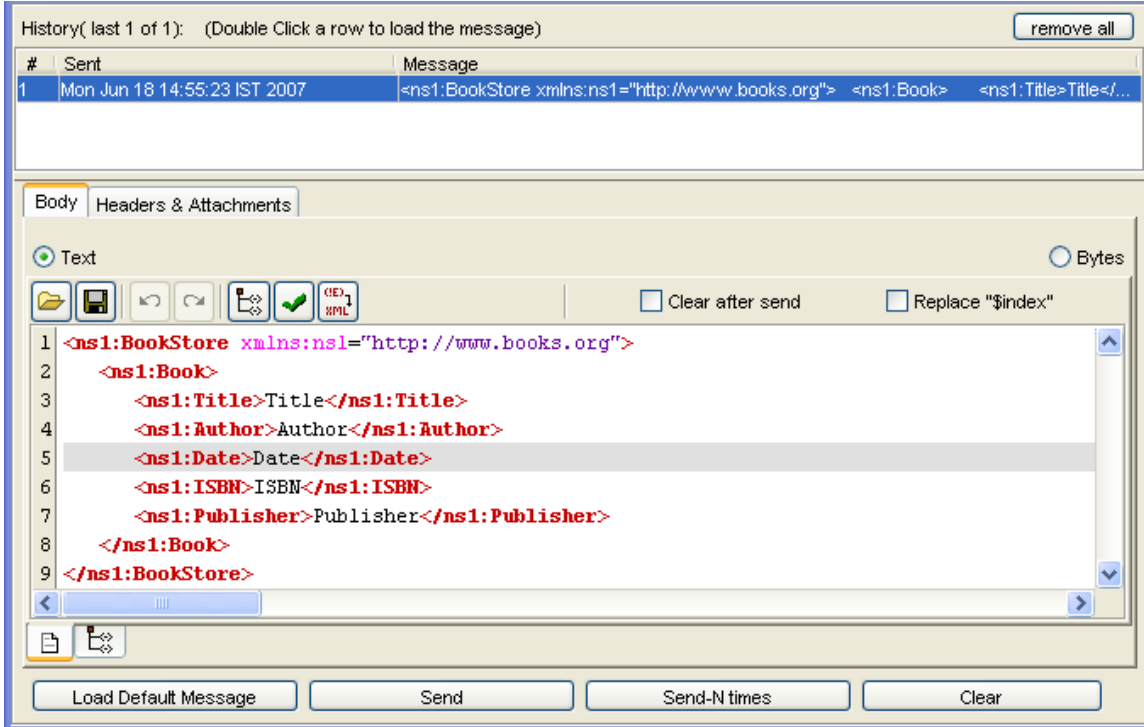 History( last 1 of 1):   (Double Click a row to load the message)   remove all
#   Sent   Message
1   Mon Jun 18 14:55:23 IST 2007   <ns1:BookStore xmlns:ns1="http://www.books.org">   <ns1:Book>   <ns1:Title>Title</...
Body   Headers & Attachments
Text   Bytes
(IE) XML   Clear after send   Replace "$index"
1 <ns1:BookStore xmlns:ns1="http://www.books.org">
2    <ns1:Book>
3       <ns1:Title>Title</ns1:Title>
4       <ns1:Author>Author</ns1:Author>
5       <ns1:Date>Date</ns1:Date>
6       <ns1:ISBN>ISBN</ns1:ISBN>
7       <ns1:Publisher>Publisher</ns1:Publisher>
8    </ns1:Book>
9 </ns1:BookStore>
Load Default Message   Send   Send-N times   Clear